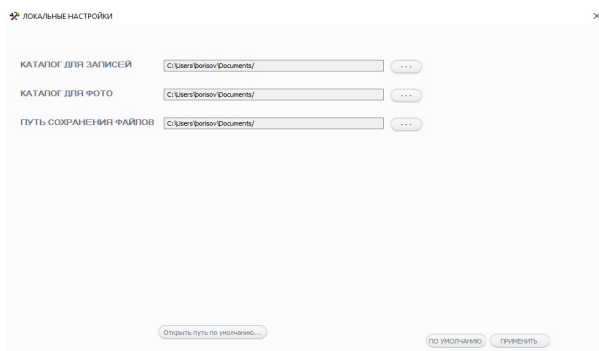 ЛОКАЛЬНЫЕ НАСТРОЙКИ
КАТАЛОГ ДЛЯ ЗАПИСЕЙ C:\Users\borisov\Documents/ ...
КАТАЛОГ ДЛЯ ФОТО C:\Users\borisov\Documents/ ...
ПУТЬ СОХРАНЕНИЯ ФАЙЛОВ C:\Users\borisov\Documents/ ...
Открыть путь по умолчанию...
ПО УМОЛЧАНИЮ ПРИМЕНИТЬ